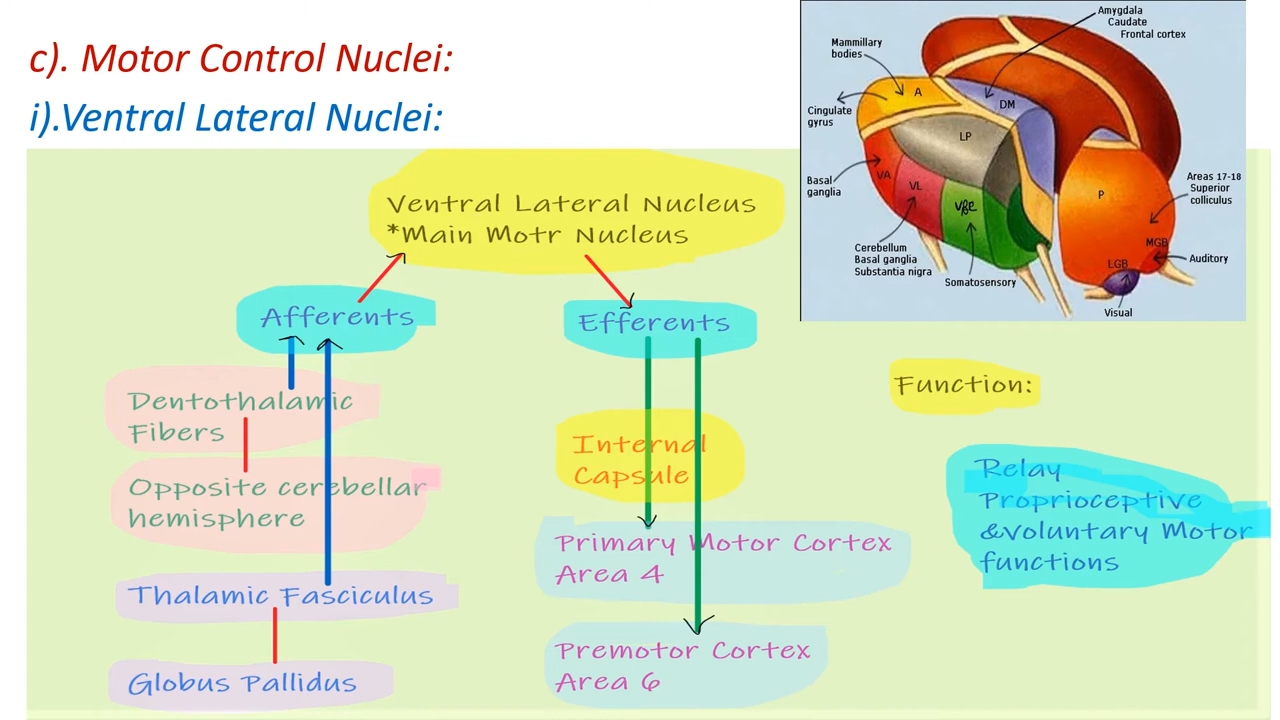 c). Motor Control Nuclei:
i).Ventral Lateral Nuclei:
Ventral Lateral Nucleus
*Main Motr Nucleus
Afferents
Dentothalamic
Fibers
Opposite cerebellar
hemisphere
Thalamic Fasciculus
Globus Pallidus
Efferents
Internal
Capsule
Primary Motor Cortex
Area 4
Premotor Cortex
Area 6
Function:
Relay
Proprioceptive
&Voluntary Motor
functions
Amygdala
Caudate
Frontal cortex
Mammillary
bodies
A
DM
Cingulate
gyrus
LP
Basal
ganglia
VA
VL
P
Areas 17-18
Superior
colliculus
Cerebellum
Basal ganglia
Substantia nigra
Somatosensory
MGB
LGB
Auditory
Visual